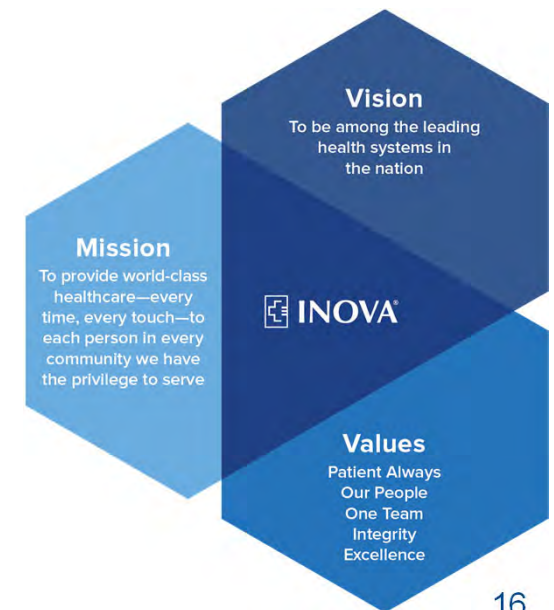 Vision
To be among the leading
health systems in
the nation
Mission
To provide world-class
healthcare—every
time, every touch—to
each person in every
community we have
the privilege to serve
INOVA®
Values
Patient Always
Our People
One Team
Integrity
Excellence
16